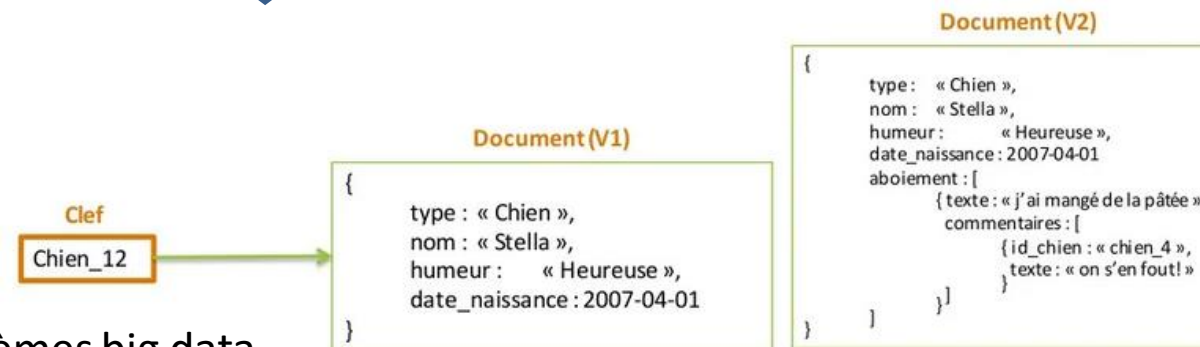 Document (V2)
{
type : « Chien »,
nom : « Stella »,
humeur : « Heureuse »,
date_naissance : 2007-04-01
aboiement : [
{ texte : « j’ai mangé de la pâtée »
commentaires : [
{ id_chien : « chien_4 »,
texte : « on s’en fout! »
}
]
}
]
}
Document (V1)
{
type : « Chien »,
nom : « Stella »,
humeur : « Heureuse »,
date_naissance : 2007-04-01
}
Clef
Chien_12
big data